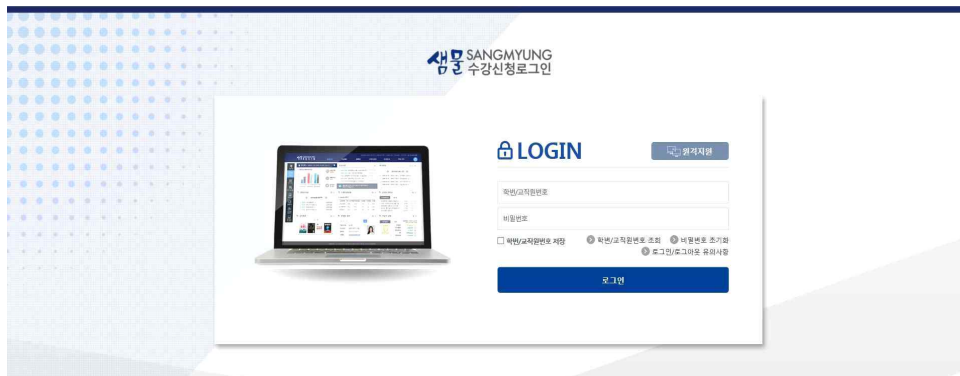 샘물 SANGMYUNG
수강신청로그인
LOGIN
원격지원
학번/교직원번호
비밀번호
학번/교직원번호 저장
학번/교직원번호 조회
비밀번호 초기화
로그인/로그아웃 유의사항
로그인